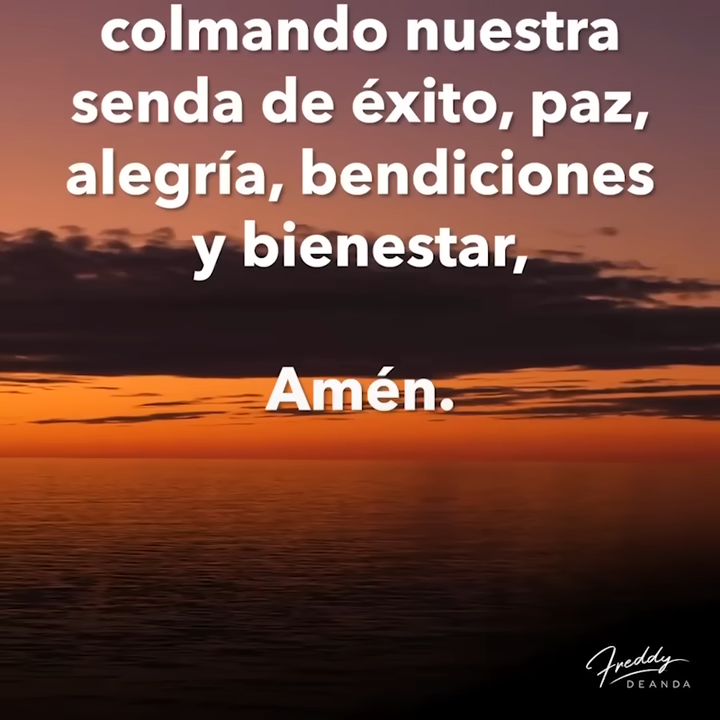 colmando nuestra
senda de éxito, paz,
alegría, bendiciones
y bienestar,
Amén.
Freddy
DEANDA